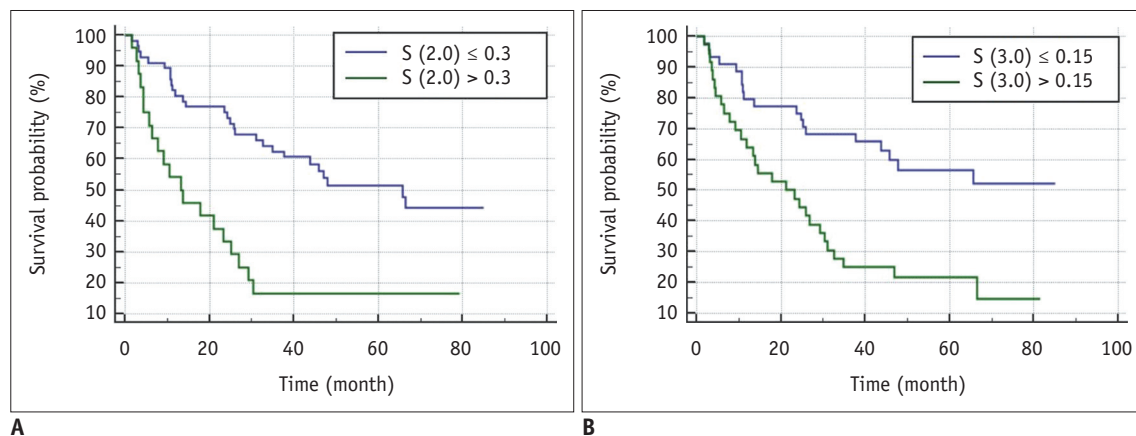 S (2.0) ≤ 0.3
S (2.0) > 0.3
Survival probability (%)
100
90
80
70
60
50
40
30
20
10
0 20 40 60 80 100
Time (month)
A
S (3.0) ≤ 0.15
S (3.0) > 0.15
Survival probability (%)
100
90
80
70
60
50
40
30
20
10
0 20 40 60 80 100
Time (month)
B